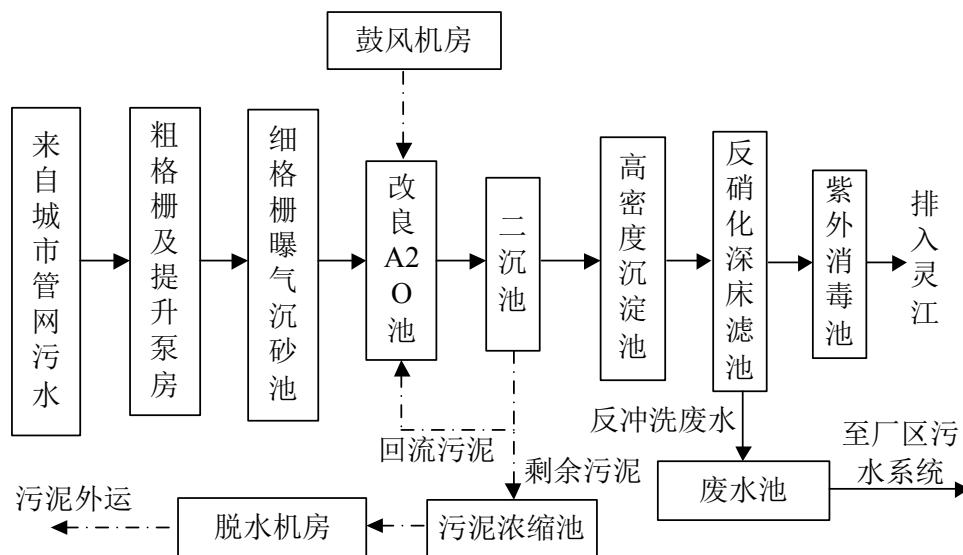 鼓风机房
来自城市管网污水
粗格栅及提升泵房
细格栅曝气沉砂池
改良A2O池
二沉池
高密度沉淀池
反硝化深床滤池
紫外消毒池
排入灵江
反冲洗废水
回流污泥
剩余污泥
至厂区污
水系统
污泥外运
脱水机房
污泥浓缩池
废水池